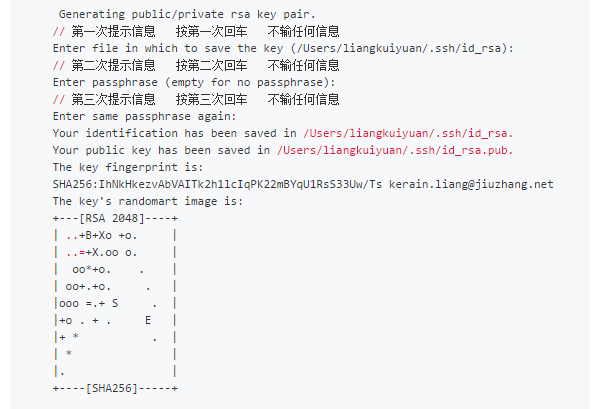 Generating public/private rsa key pair.
// 第一次提示信息   按第一次回车   不输任何信息
Enter file in which to save the key (/Users/liangkuiyuan/.ssh/id_rsa):
// 第二次提示信息   按第二次回车   不输任何信息
Enter passphrase (empty for no passphrase):
// 第三次提示信息   按第三次回车   不输任何信息
Enter same passphrase again:
Your identification has been saved in /Users/liangkuiyuan/.ssh/id_rsa.
Your public key has been saved in /Users/liangkuiyuan/.ssh/id_rsa.pub.
The key fingerprint is:
SHA256:IhNkHkezvAbVAITk2h1lcIqPK22mBYqU1RsS33Uw/Ts kerain.liang@jiuzhang.net
The key's randomart image is:
+---[RSA 2048]----+
| ..+B+Xo +o.     |
| ..=+X.oo o.     |
|  oo*+o.    .    |
| oo+.+o.     .   |
|ooo =.+ S     .  |
|+o . + .     E   |
|+ *           .  |
| *               |
|.                |
+----[SHA256]-----+